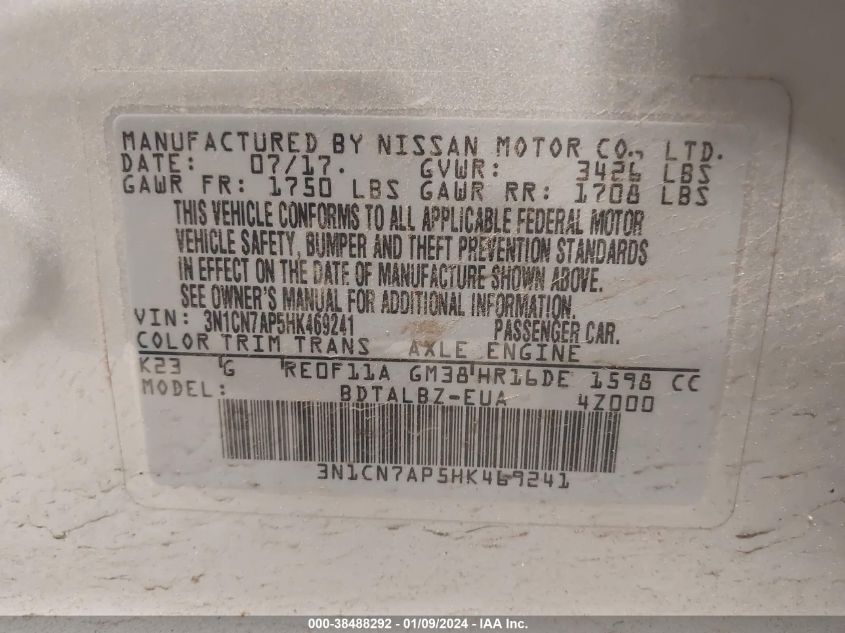 MANUFACTURED BY NISSAN MOTOR CO., LTD.
DATE: 07/17. GVWR: 3426 LBS
GAWR FR: 1750 LBS GAWR RR: 1708 LBS
THIS VEHICLE CONFORMS TO ALL APPLICABLE FEDERAL MOTOR
VEHICLE SAFETY, BUMPER AND THEFT PREVENTION STANDARDS
IN EFFECT ON THE DATE OF MANUFACTURE SHOWN ABOVE.
SEE OWNER'S MANUAL FOR ADDITIONAL INFORMATION.
VIN: 3N1CN7AP5HK469241 PASSENGER CAR.
COLOR TRIM TRANS AXLE ENGINE
K23 G RE0F11A GM38 HR16DE 1598 CC
MODEL: BDTALBZ-EUA 4Z000
3N1CN7AP5HK469241
000-38488292 - 01/09/2024 - IAA Inc.